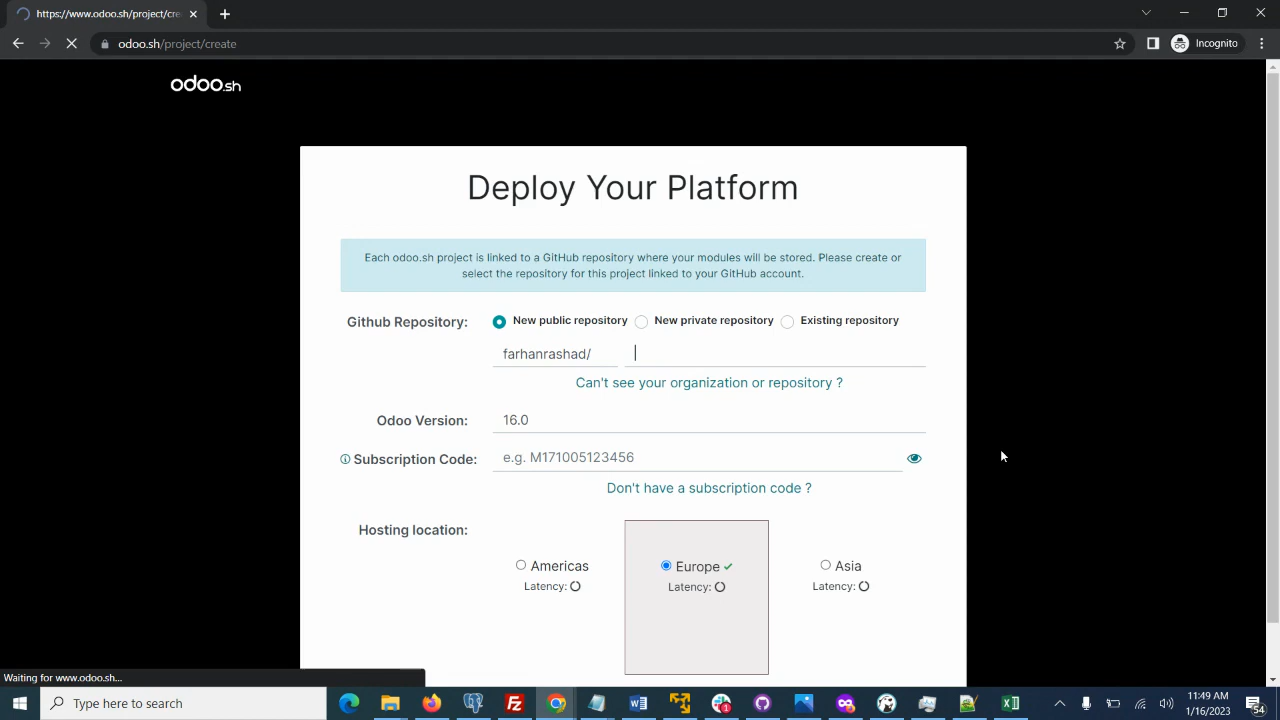 https://www.odoo.sh/project/cre
odoo.sh/project/create
Incognito
odoo.sh
Deploy Your Platform
Each odoo.sh project is linked to a GitHub repository where your modules will be stored. Please create or
select the repository for this project linked to your GitHub account.
Github Repository:
New public repository
New private repository
Existing repository
farhanrashad/
Can't see your organization or repository ?
Odoo Version:
16.0
Subscription Code:
e.g. M171005123456
Don't have a subscription code ?
Hosting location:
Americas
Latency:
Europe
Latency:
Asia
Latency:
Waiting for www.odoo.sh...
Type here to search
11:49 AM
1/16/2023